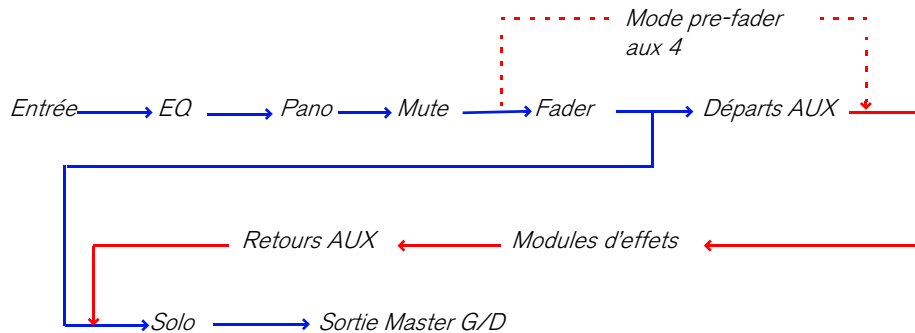 Mode pre-fader
aux 4
Entrée EQ Pano Mute Fader Départs AUX
Retours AUX Modules d'effets
Solo Sortie Master G/D